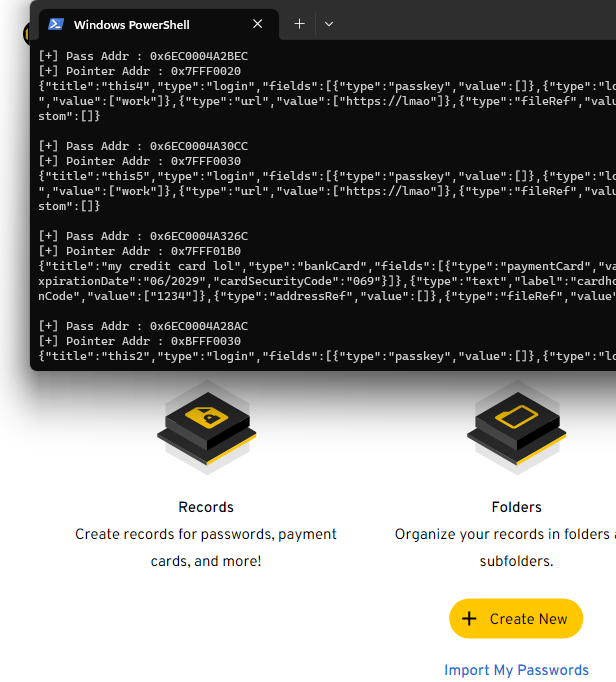 Windows PowerShell
[+] Pass Addr : 0x6EC0004A2BEC
[+] Pointer Addr : 0x7FFF0020
{"title":"this4","type":"login","fields":[{"type":"passkey","value":[]},{"type":"lo
","value":["work"]},{"type":"url","value":["https://lmao"]},{"type":"fileRef","valu
stom":[]}
[+] Pass Addr : 0x6EC0004A30CC
[+] Pointer Addr : 0x7FFF0030
{"title":"this5","type":"login","fields":[{"type":"passkey","value":[]},{"type":"lo
","value":["work"]},{"type":"url","value":["https://lmao"]},{"type":"fileRef","valu
stom":[]}
[+] Pass Addr : 0x6EC0004A326C
[+] Pointer Addr : 0x7FFF01B0
{"title":"my credit card lol","type":"bankCard","fields":[{"type":"paymentCard","va
xpirationDate":"06/2029","cardSecurityCode":"069"}]},{"type":"text","label":"cardho
nCode","value":["1234"]},{"type":"addressRef","value":[]},{"type":"fileRef","value"
[+] Pass Addr : 0x6EC0004A28AC
[+] Pointer Addr : 0xBFFF0030
{"title":"this2","type":"login","fields":[{"type":"passkey","value":[]},{"type":"lo
Records
Create records for passwords, payment
cards, and more!
Folders
Organize your records in folders a
subfolders.
+ Create New
Import My Passwords